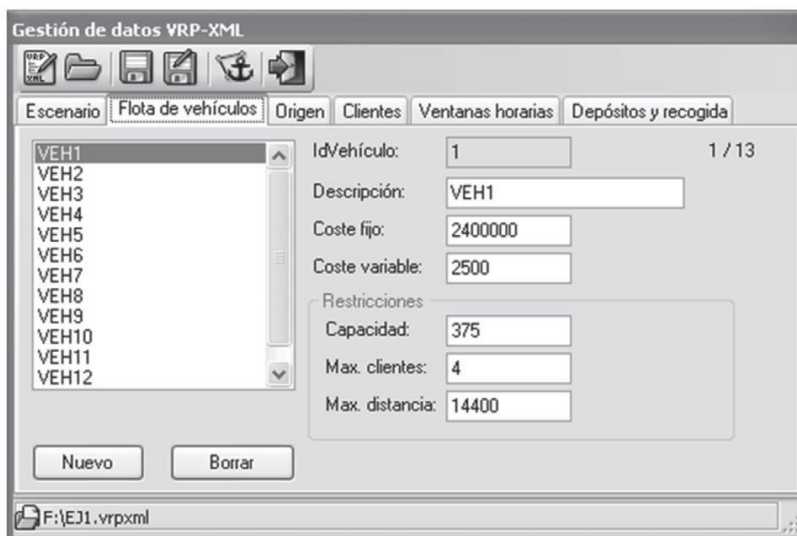 Gestión de datos VRP-XML
VRP
XML
Escenario Flota de vehículos Origen Clientes Ventanas horarias Depósitos y recogida
VEH1
VEH2
VEH3
VEH4
VEH5
VEH6
VEH7
VEH8
VEH9
VEH10
VEH11
VEH12
IdVehículo: 1 1 / 13
Descripción: VEH1
Coste fijo: 2400000
Coste variable: 2500
Restricciones
Capacidad: 375
Max. clientes: 4
Max. distancia: 14400
Nuevo Borrar
F:\EJ1.vrpxml